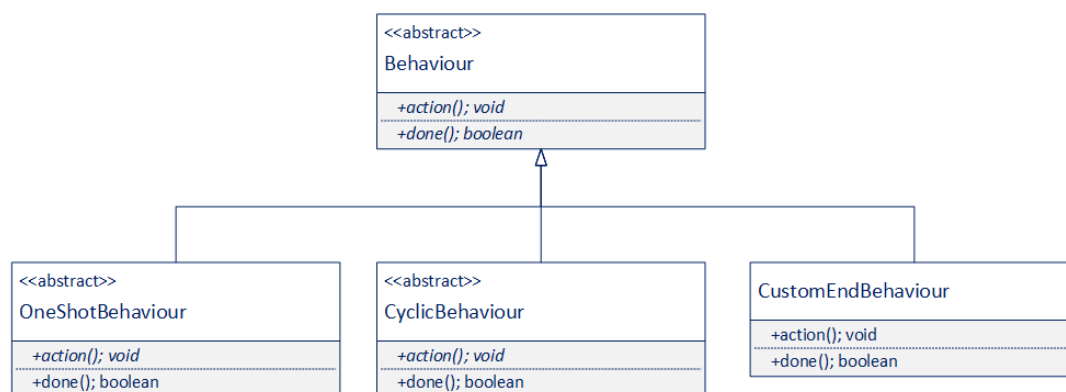 <<abstract>>
Behaviour
+action(); void
+done(); boolean
<<abstract>>
OneShotBehaviour
+action(); void
+done(); boolean
<<abstract>>
CyclicBehaviour
+action(); void
+done(); boolean
CustomEndBehaviour
+action(); void
+done(); boolean